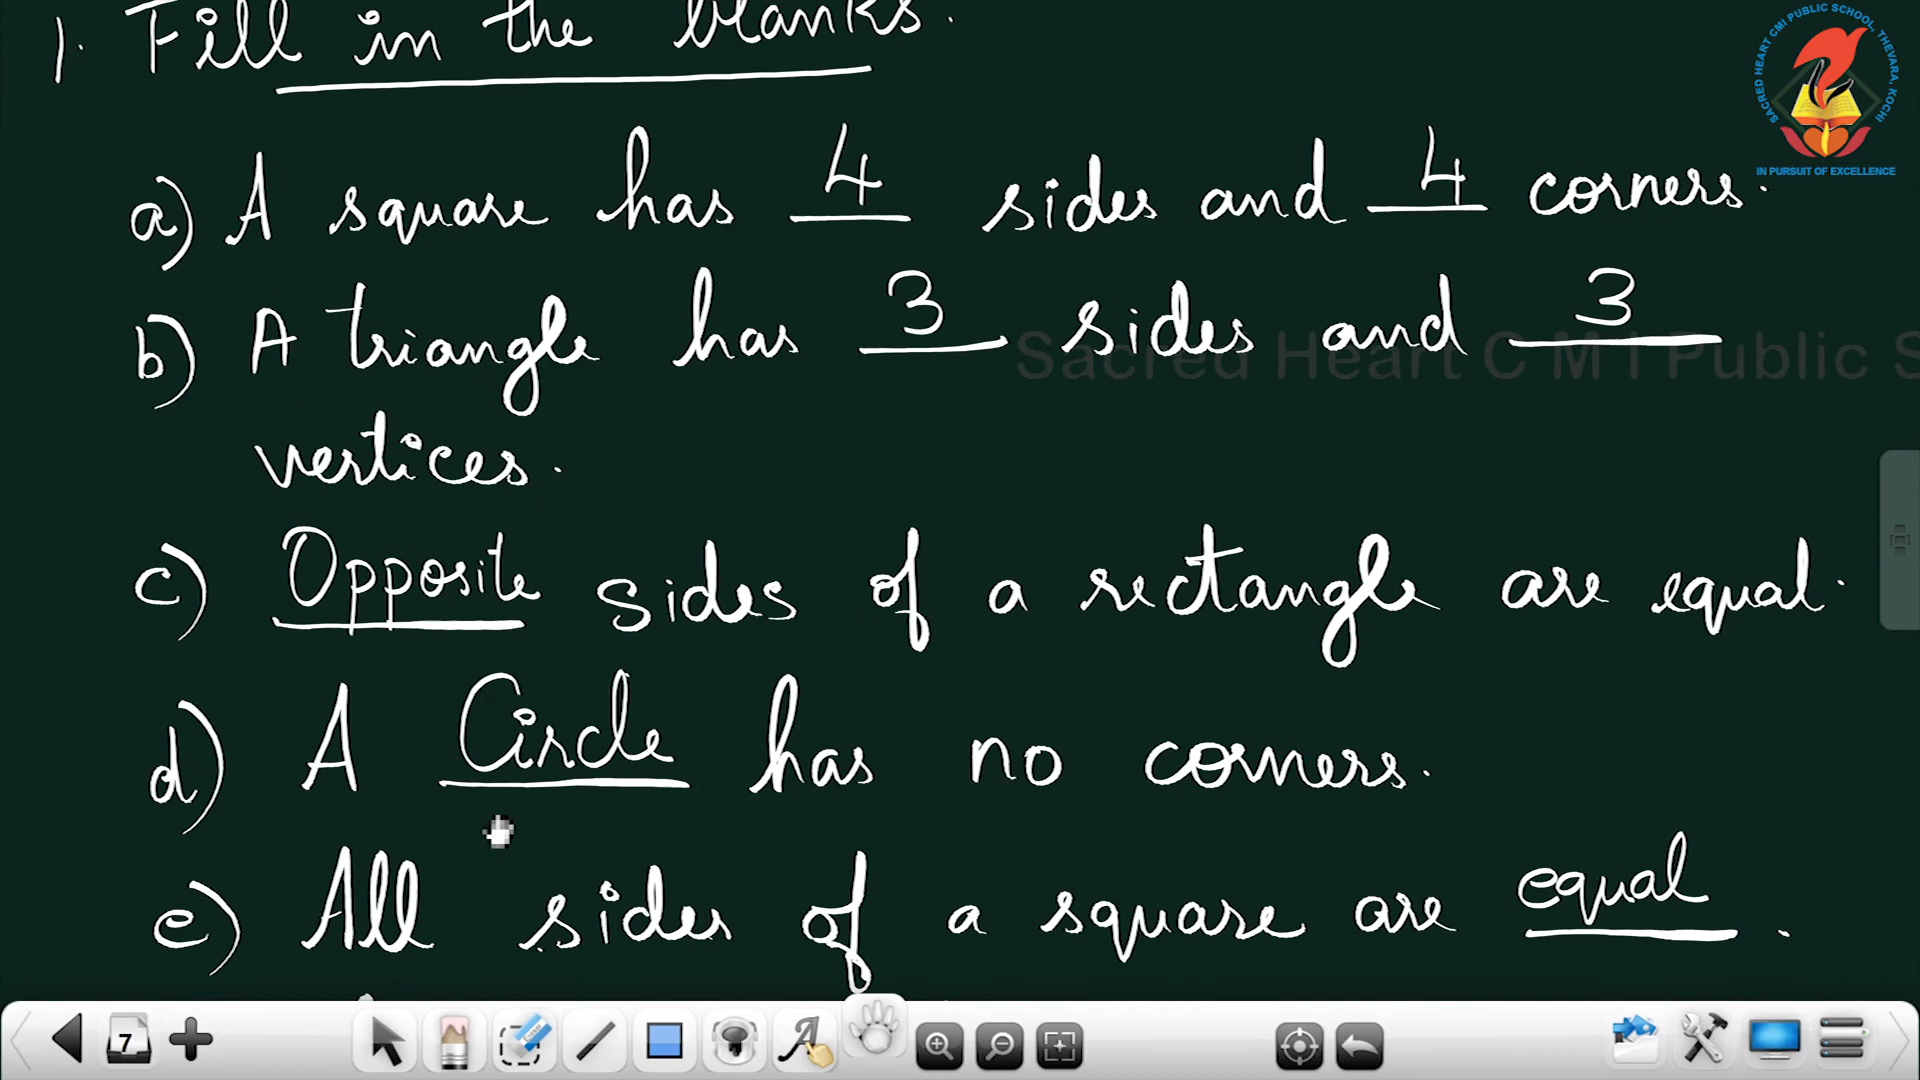 1. Fill in the blanks.
a) A square has 4 sides and 4 corners.
b) A triangle has 3 sides and 3
vertices.
c) Opposite sides of a rectangle are equal.
d) A Circle has no corners.
e) All sides of a square are equal.
SACRED HEART CMI PUBLIC SCHOOL, THEVARA, KOCHI
IN PURSUIT OF EXCELLENCE
Sacred Heart C M I Public S
7